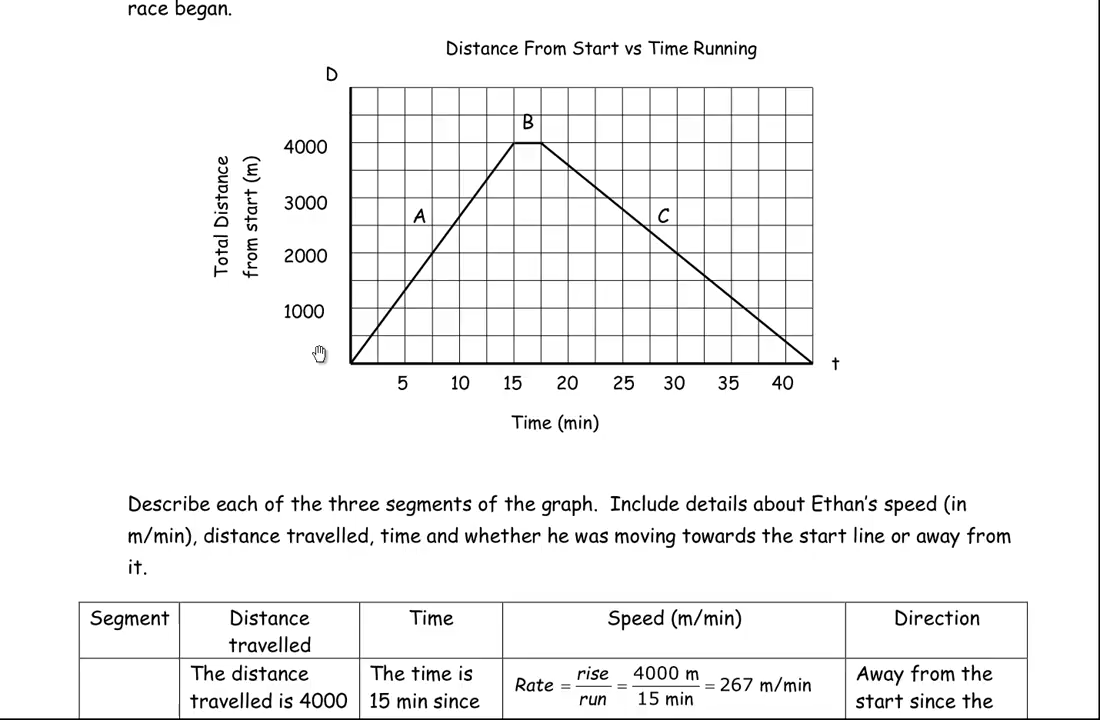 race began.
Distance From Start vs Time Running
D
B
4000
A
C
3000
Total Distance
from start (m)
2000
1000
t
5 10 15 20 25 30 35 40
Time (min)
Describe each of the three segments of the graph. Include details about Ethan's speed (in
m/min), distance travelled, time and whether he was moving towards the start line or away from
it.
Segment Distance travelled Time Speed (m/min) Direction
The distance
travelled is 4000
The time is
15 min since
Rate = rise/run = 4000 m/15 min = 267 m/min
Away from the
start since the